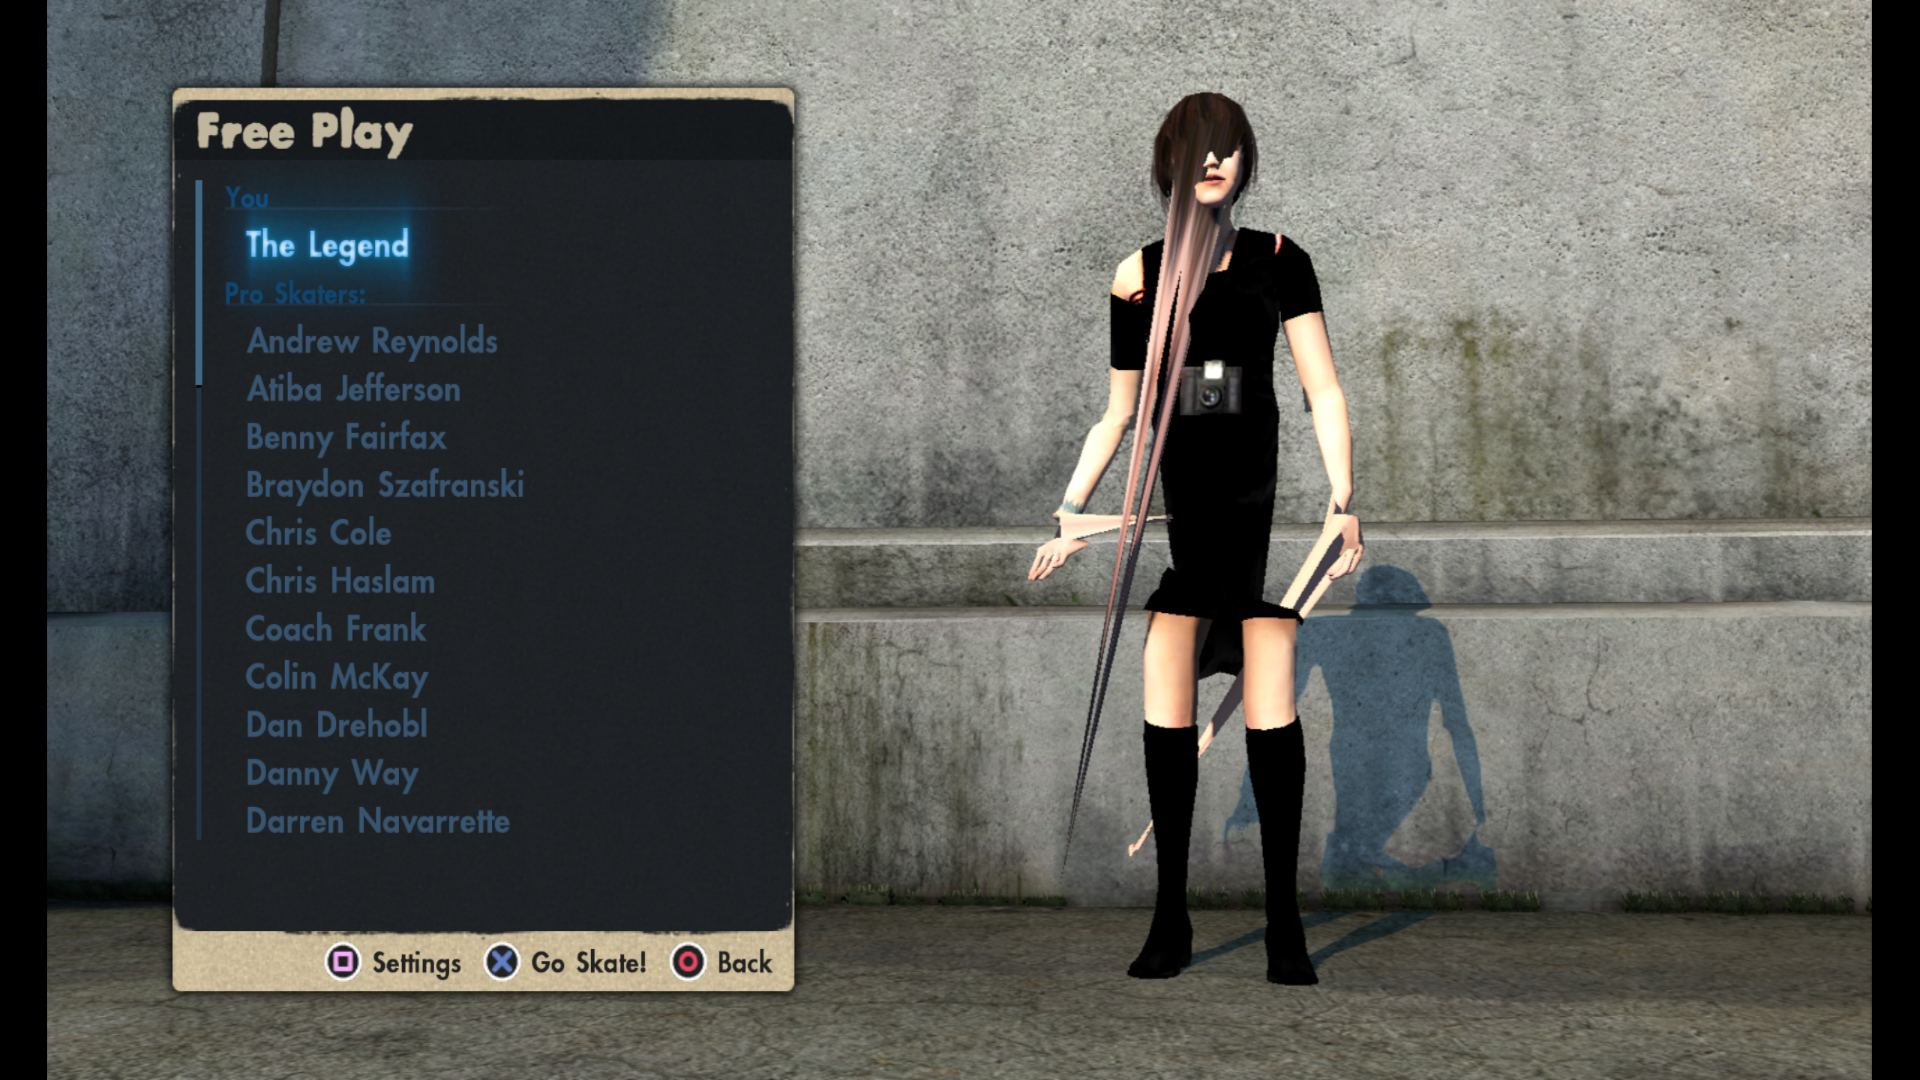 Free Play
You
The Legend
Pro Skaters:
Andrew Reynolds
Atiba Jefferson
Benny Fairfax
Braydon Szafranski
Chris Cole
Chris Haslam
Coach Frank
Colin McKay
Dan Drehobl
Danny Way
Darren Navarrette
Settings Go Skate! Back